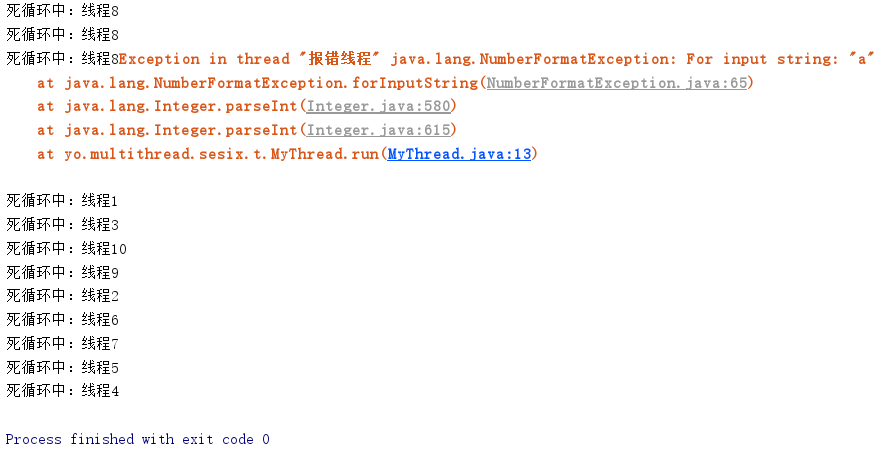 死循环中：线程8
死循环中：线程8
死循环中：线程8Exception in thread "报错线程" java.lang.NumberFormatException: For input string: "a"
    at java.lang.NumberFormatException.forInputString(NumberFormatException.java:65)
    at java.lang.Integer.parseInt(Integer.java:580)
    at java.lang.Integer.parseInt(Integer.java:615)
    at yo.multithread.sesix.t.MyThread.run(MyThread.java:13)
死循环中：线程1
死循环中：线程3
死循环中：线程10
死循环中：线程9
死循环中：线程2
死循环中：线程6
死循环中：线程7
死循环中：线程5
死循环中：线程4
Process finished with exit code 0